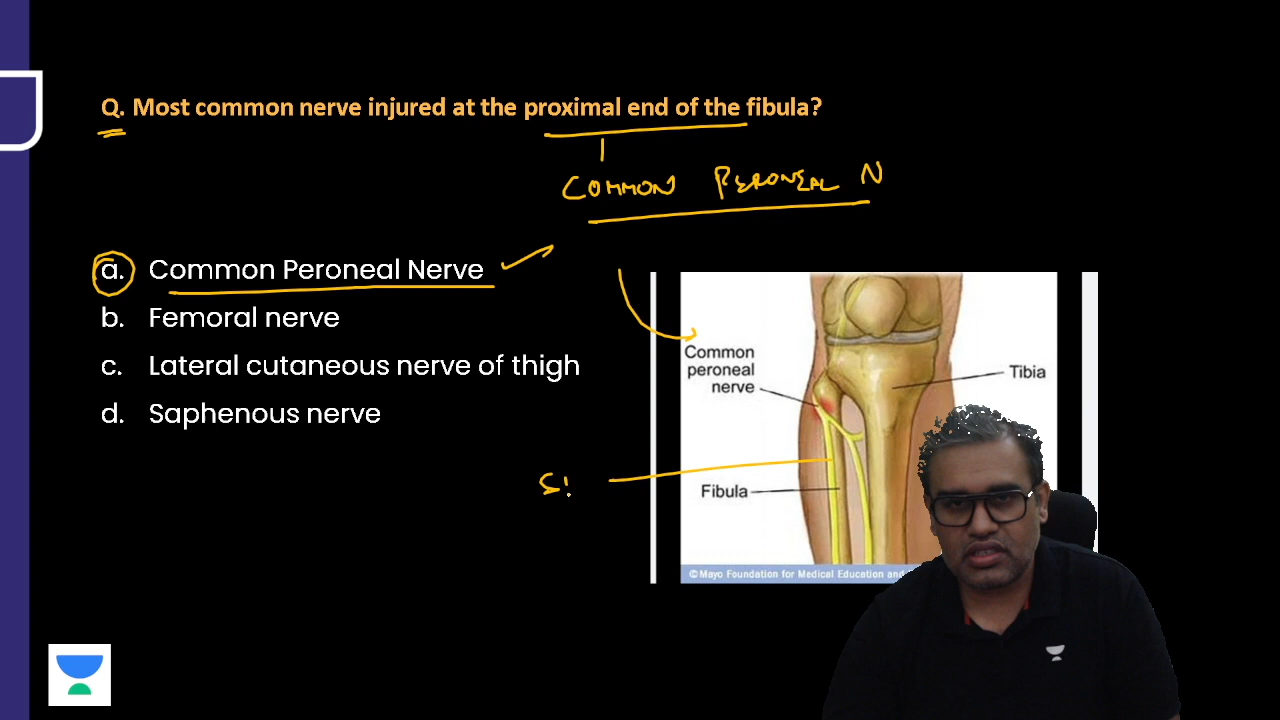 Q. Most common nerve injured at the proximal end of the fibula?
COMMON PERONEAL N
a. Common Peroneal Nerve
b. Femoral nerve
c. Lateral cutaneous nerve of thigh
d. Saphenous nerve
Common
peroneal
nerve
Tibia
Fibula
©Mayo Foundation for Medical Education and